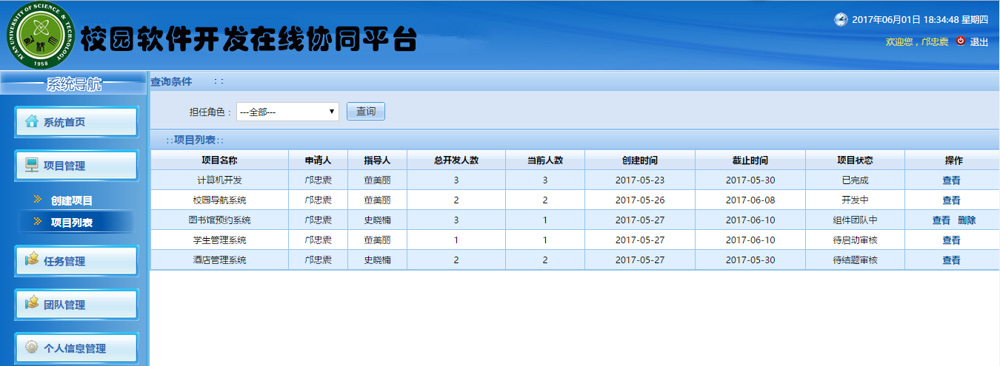 XI'AN UNIVERSITY OF SCIENCE & TECHNOLOGY
1958
校园软件开发在线协同平台
2017年06月01日 18:34:48 星期四
欢迎您，邝忠震 退出
系统导航
系统首页
项目管理
创建项目
项目列表
任务管理
团队管理
个人信息管理
查询条件 ::
担任角色： ---全部--- 查询
::项目列表::
项目名称 申请人 指导人 总开发人数 当前人数 创建时间 截止时间 项目状态 操作
计算机开发 邝忠震 董美丽 3 3 2017-05-23 2017-05-30 已完成 查看
校园导航系统 邝忠震 董美丽 2 2 2017-05-26 2017-06-08 开发中 查看
图书馆预约系统 邝忠震 史晓楠 3 1 2017-05-27 2017-06-10 组件团队中 查看 删除
学生管理系统 邝忠震 董美丽 1 1 2017-05-27 2017-06-10 待启动审核 查看
酒店管理系统 邝忠震 史晓楠 2 2 2017-05-27 2017-05-30 待结题审核 查看